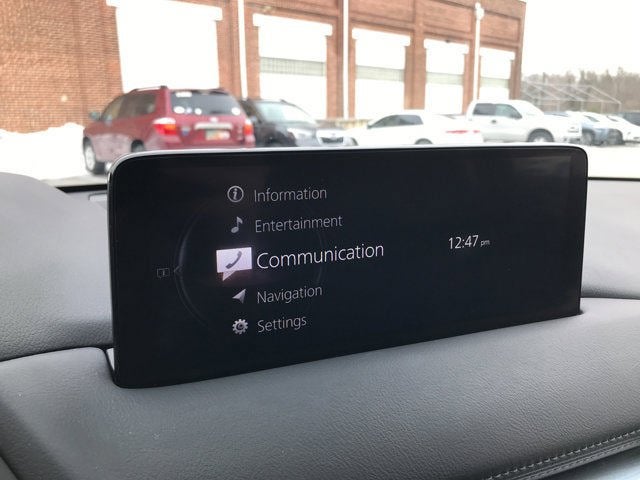 Information
Entertainment
Communication
12:47 pm
Navigation
Settings